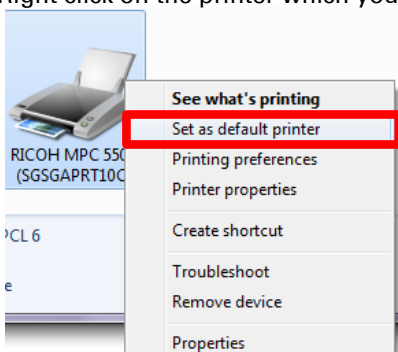 Right click on the printer which you
See what's printing
Set as default printer
RICOH MPC 550
(SGSGAPRT10C
Printing preferences
Printer properties
PCL 6
Create shortcut
Troubleshoot
e
Remove device
Properties